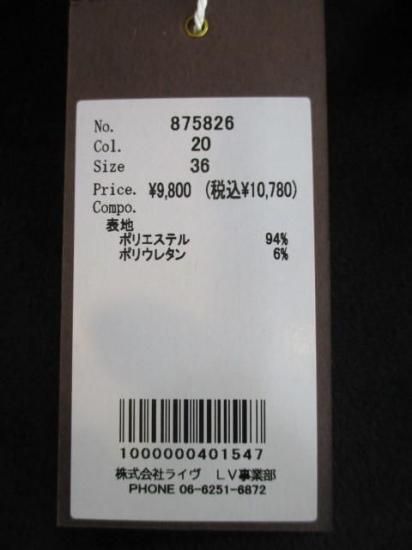 No. 875826
Col. 20
Size 36
Price. ¥9,800 (税込¥10,780)
Compo.
表地
ポリエステル 94%
ポリウレタン 6%
1000000401547
株式会社ライヴ LV事業部
PHONE 06-6251-6872